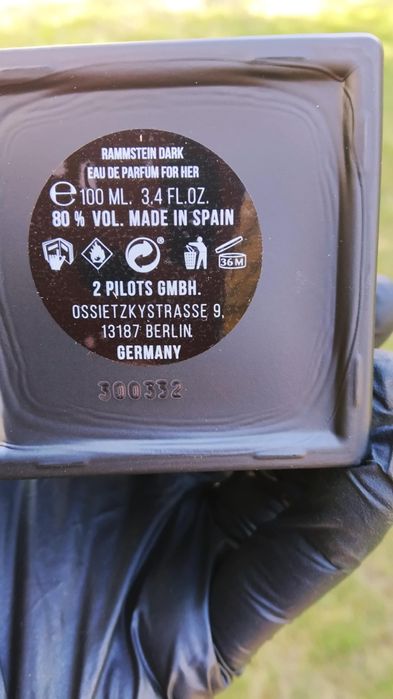 RAMMSTEIN DARK
EAU DE PARFUM FOR HER
℮ 100 ML. 3.4 FL.OZ.
80 % VOL. MADE IN SPAIN
36M
2 PILOTS GMBH.
OSSIETZKYSTRASSE 9,
13187 BERLIN
GERMANY
300332